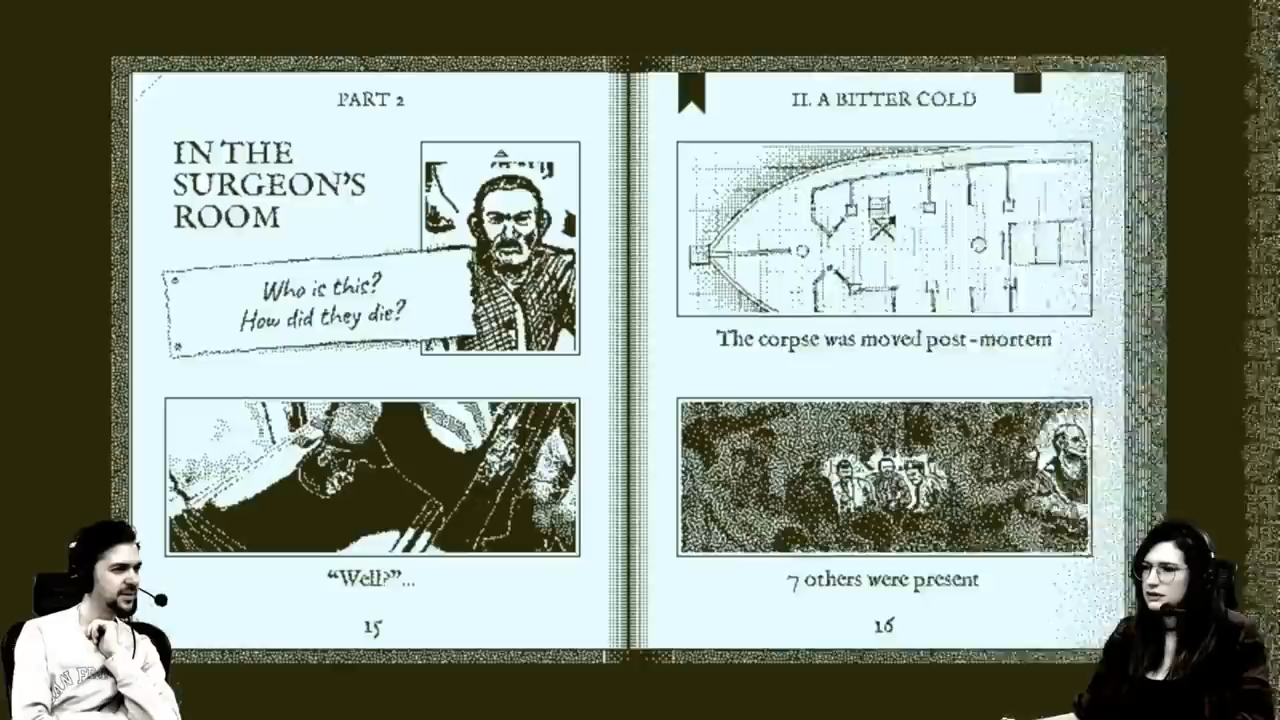 PART 2
IN THE
SURGEON'S
ROOM
Who is this?
How did they die?
"Well?"...
15
II. A BITTER COLD
The corpse was moved post-mortem
7 others were present
16